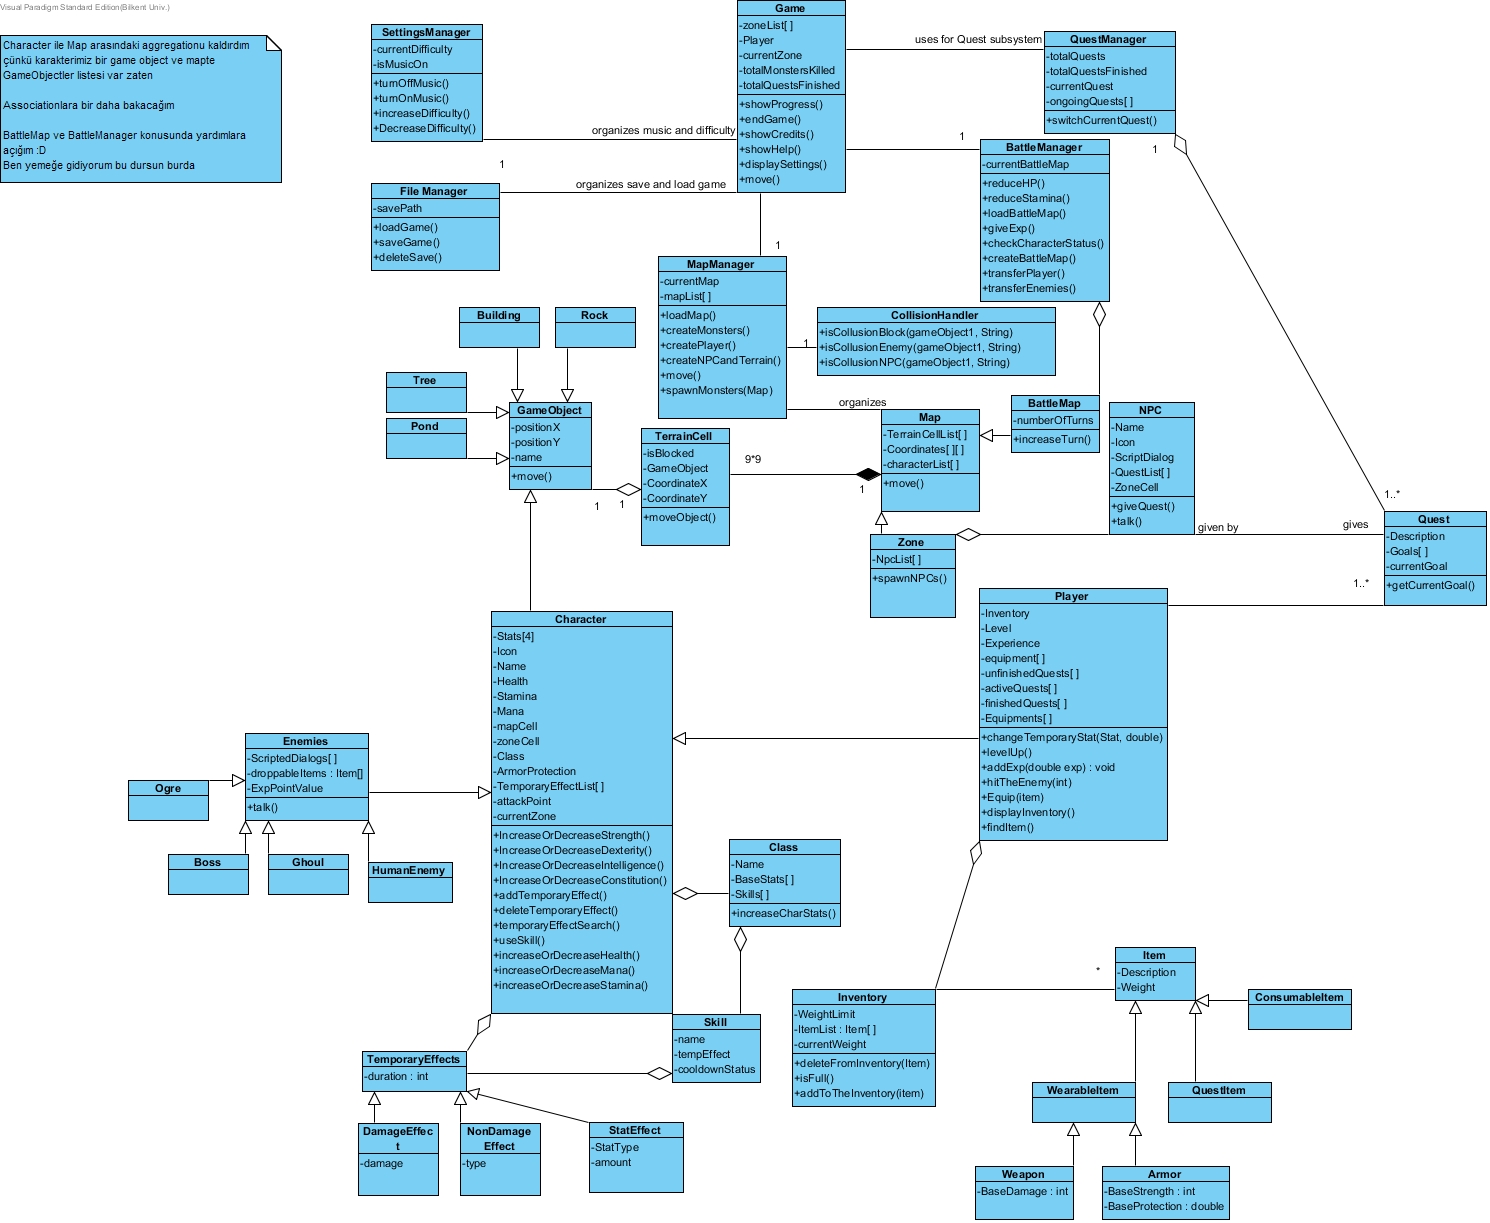 Visual Paradigm Standard Edition(Bilkent Univ.)
Character ile Map arasındaki aggregationu kaldırdım
çünkü karakterimiz bir game object ve mapte
GameObjectler listesi var zaten
Associationlara bir daha bakacağım
BattleMap ve BattleManager konusunda yardımlara
açığım :D
Ben yemeğe gidiyorum bu dursun burda
SettingsManager
-currentDifficulty
-isMusicOn
+turnOffMusic()
+turnOnMusic()
+increaseDifficulty()
+DecreaseDifficulty()
Game
-zoneList[ ]
-Player
-currentZone
-totalMonstersKilled
-totalQuestsFinished
+showProgress()
+endGame()
+showCredits()
+showHelp()
+displaySettings()
+move()
uses for Quest subsystem
QuestManager
-totalQuests
-totalQuestsFinished
-currentQuest
-ongoingQuests[ ]
+switchCurrentQuest()
organizes music and difficulty
1
1
1
File Manager
-savePath
+loadGame()
+saveGame()
+deleteSave()
organizes save and load game
BattleManager
-currentBattleMap
+reduceHP()
+reduceStamina()
+loadBattleMap()
+giveExp()
+checkCharacterStatus()
+createBattleMap()
+transferPlayer()
+transferEnemies()
1
MapManager
-currentMap
-mapList[ ]
+loadMap()
+createMonsters()
+createPlayer()
+createNPCandTerrain()
+move()
+spawnMonsters(Map)
1
CollisionHandler
+isCollusionBlock(gameObject1, String)
+isCollusionEnemy(gameObject1, String)
+isCollusionNPC(gameObject1, String)
Building
Rock
Tree
Pond
GameObject
-positionX
-positionY
-name
+move()
1
1
TerrainCell
-isBlocked
-GameObject
-CoordinateX
-CoordinateY
+moveObject()
9*9
1
organizes
Map
-TerrainCellList[ ]
-Coordinates[ ][ ]
-characterList[ ]
+move()
BattleMap
-numberOfTurns
+increaseTurn()
NPC
-Name
-Icon
-ScriptDialog
-QuestList[ ]
-ZoneCell
+giveQuest()
+talk()
given by
gives
1..*
Quest
-Description
-Goals[ ]
-currentGoal
+getCurrentGoal()
1..*
Zone
-NpcList[ ]
+spawnNPCs()
Player
-Inventory
-Level
-Experience
-equipment[ ]
-unfinishedQuests[ ]
-activeQuests[ ]
-finishedQuests[ ]
-Equipments[ ]
+changeTemporaryStat(Stat, double)
+levelUp()
+addExp(double exp) : void
+hitTheEnemy(int)
+Equip(item)
+displayInventory()
+findItem()
Character
-Stats[4]
-Icon
-Name
-Health
-Stamina
-Mana
-mapCell
-zoneCell
-Class
-ArmorProtection
-TemporaryEffectList[ ]
-attackPoint
-currentZone
+IncreaseOrDecreaseStrength()
+IncreaseOrDecreaseDexterity()
+IncreaseOrDecreaseIntelligence()
+IncreaseOrDecreaseConstitution()
+addTemporaryEffect()
+deleteTemporaryEffect()
+temporaryEffectSearch()
+useSkill()
+increaseOrDecreaseHealth()
+increaseOrDecreaseMana()
+increaseOrDecreaseStamina()
Enemies
-ScriptedDialogs[ ]
-droppableItems : Item[]
-ExpPointValue
+talk()
Ogre
Boss
Ghoul
HumanEnemy
Class
-Name
-BaseStats[ ]
-Skills[ ]
+increaseCharStats()
Skill
-name
-tempEffect
-cooldownStatus
TemporaryEffects
-duration : int
DamageEffec
t
-damage
NonDamage
Effect
-type
StatEffect
-StatType
-amount
Inventory
-WeightLimit
-ItemList : Item[ ]
-currentWeight
+deleteFromInventory(Item)
+isFull()
+addToTheInventory(item)
*
Item
-Description
-Weight
ConsumableItem
WearableItem
QuestItem
Weapon
-BaseDamage : int
Armor
-BaseStrength : int
-BaseProtection : double